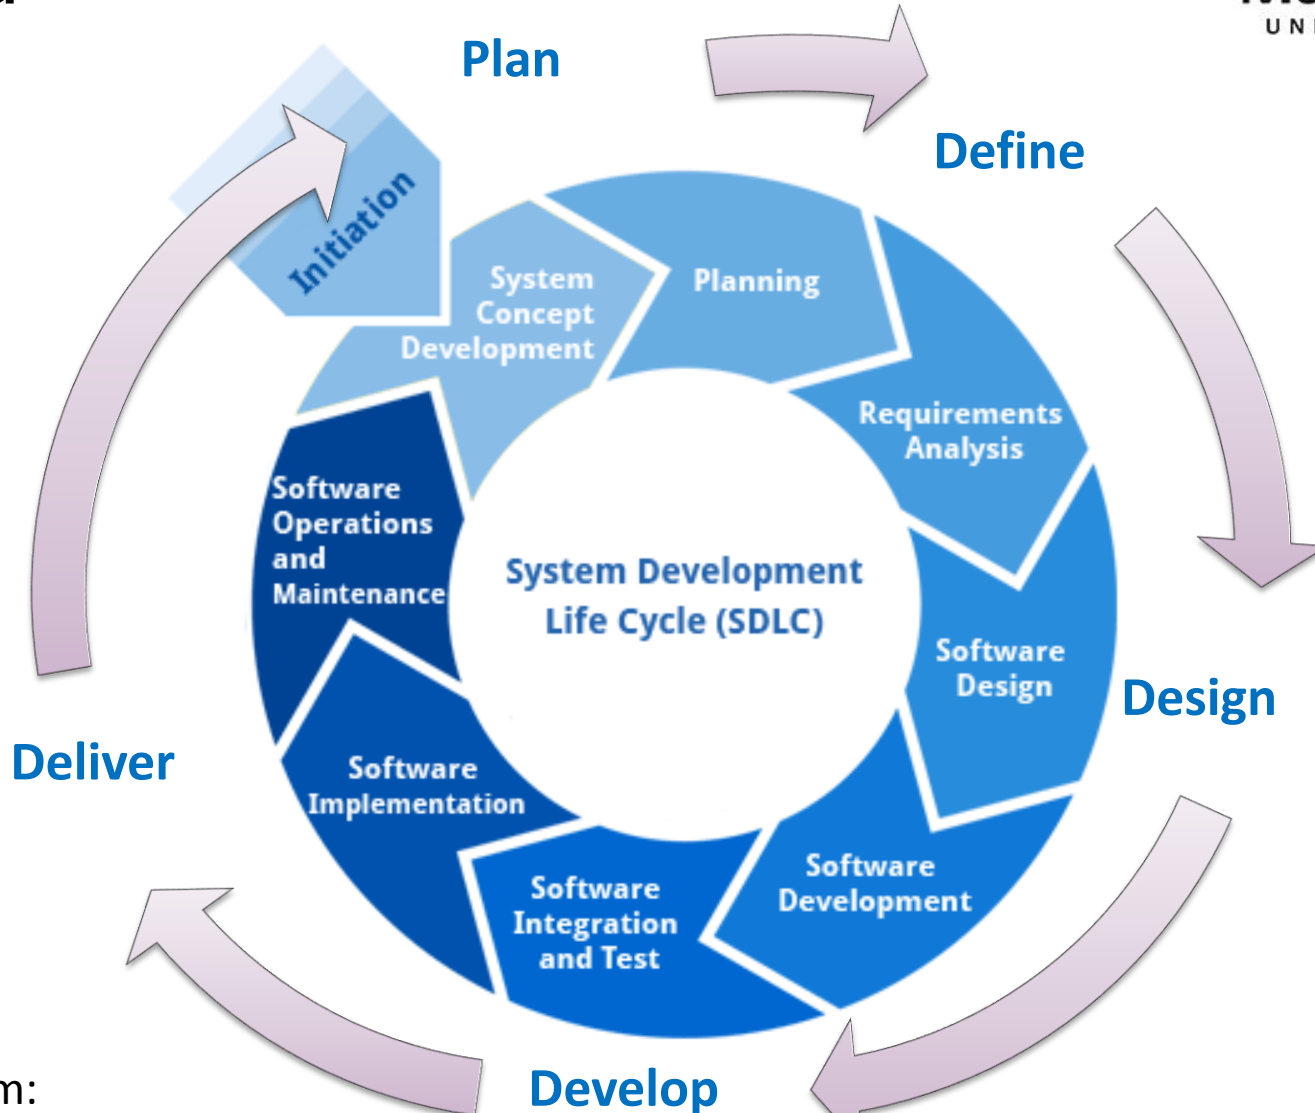 Plan
Define
Initiation
System
Concept
Development
Planning
Requirements
Analysis
Software
Operations
and
Maintenance
System Development
Life Cycle (SDLC)
Software
Design
Design
Deliver
Software
Implementation
Software
Development
Software
Integration
and Test
Develop